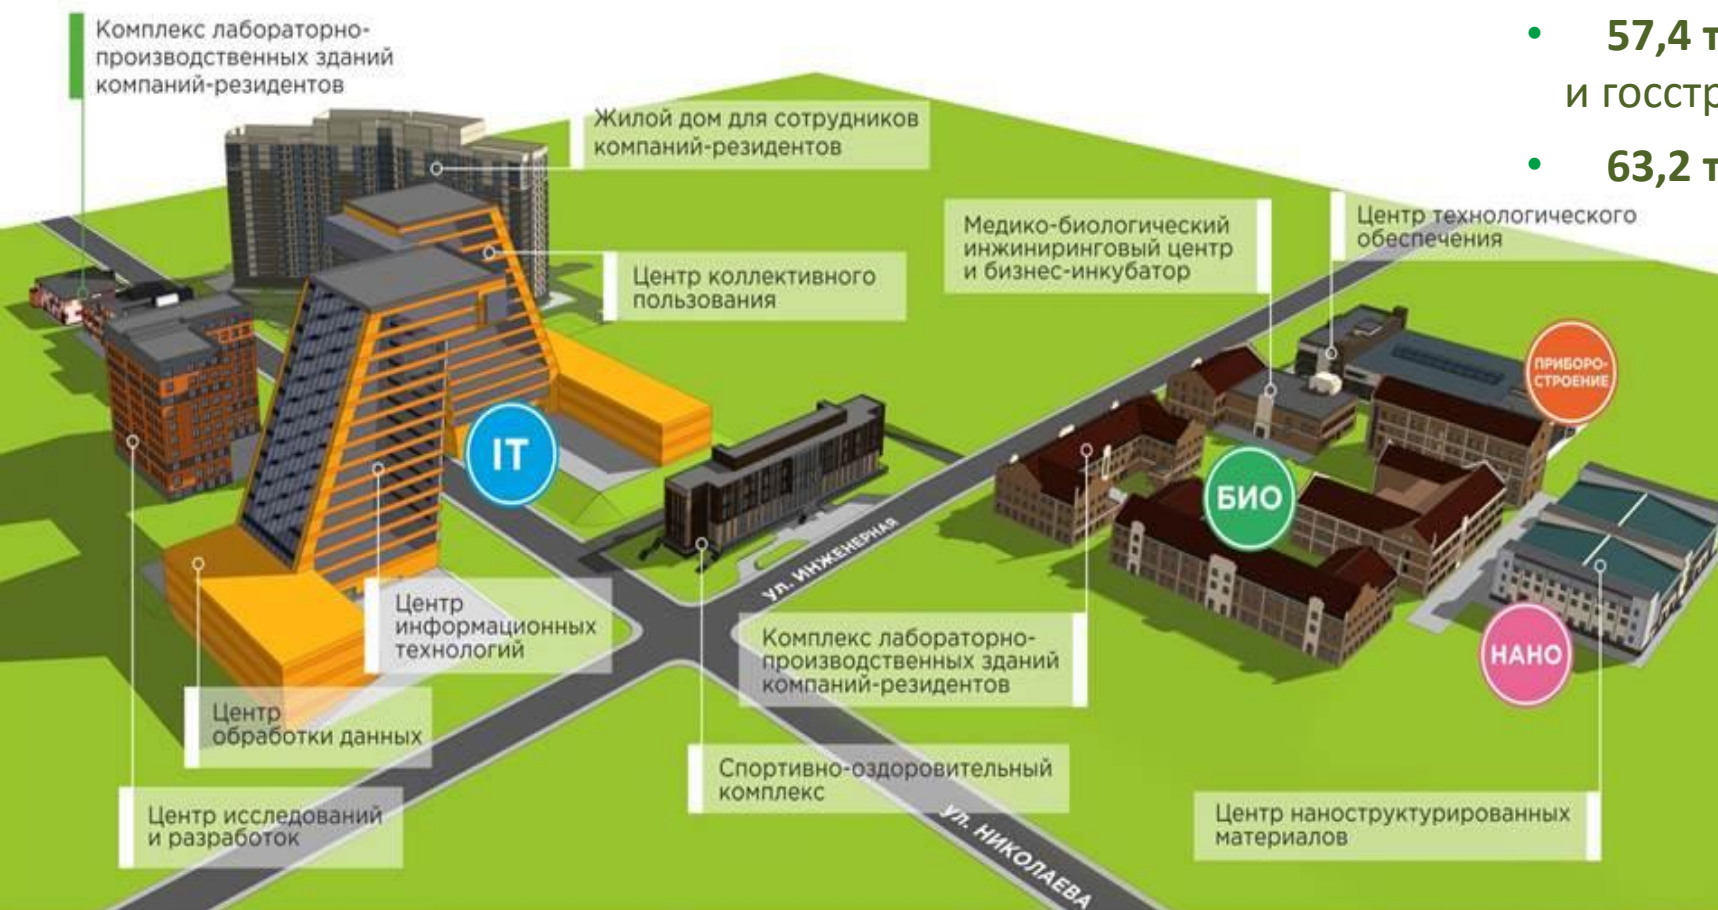 Комплекс лабораторно-
производственных зданий
компаний-резидентов
57,4
и
63,2
Жилой дом для сотрудников
компаний-резидентов
Медико-биологический
инжиниринговый центр
и бизнес-инкубатор
Центр технологического
обеспечения
Центр коллективного
пользования
ПРИБОРО-
СТРОЕНИЕ
IT
БИО
ул. ИНЖЕНЕРНАЯ
Центр
информационных
технологий
Комплекс лабораторно-
производственных зданий
компаний-резидентов
НАНО
Центр
обработки данных
Спортивно-оздоровительный
комплекс
Центр исследований
и разработок
ул. НИКОЛАЕВА
Центр наноструктурированных
материалов